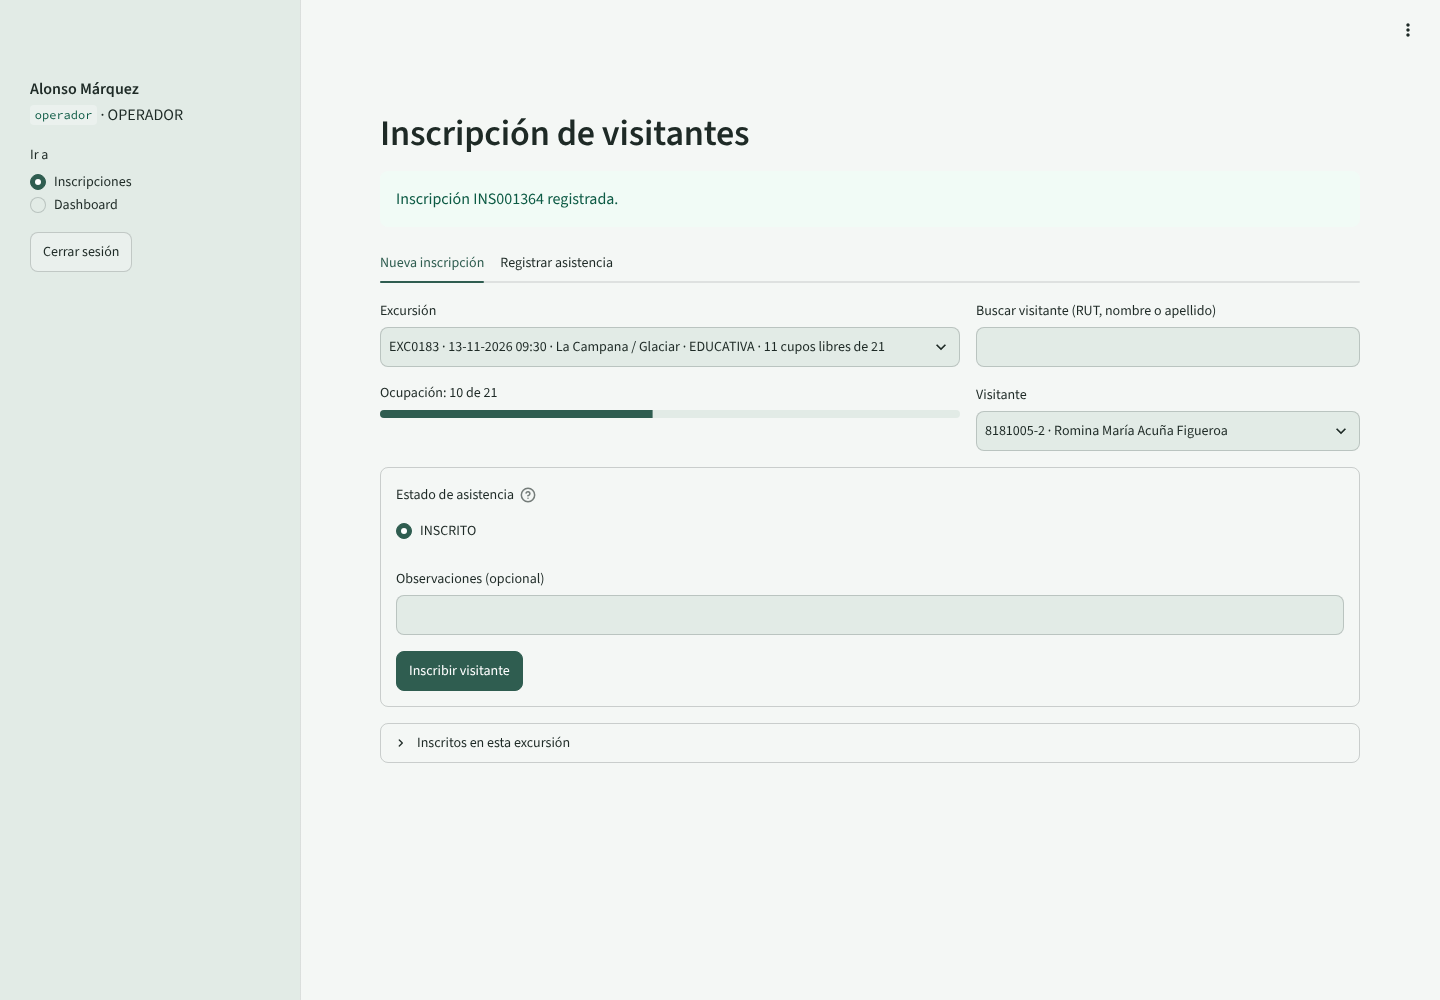 Alonso Márquez
operador · OPERADOR
Ir a
Inscripciones
Dashboard
Cerrar sesión
Inscripción de visitantes
Inscripción INS001364 registrada.
Nueva inscripción
Registrar asistencia
Excursión
EXC0183 · 13-11-2026 09:30 · La Campana / Glaciar · EDUCATIVA · 11 cupos libres de 21
Ocupación: 10 de 21
Buscar visitante (RUT, nombre o apellido)
Visitante
8181005-2 · Romina María Acuña Figueroa
Estado de asistencia
INSCRITO
Observaciones (opcional)
Inscribir visitante
Inscritos en esta excursión